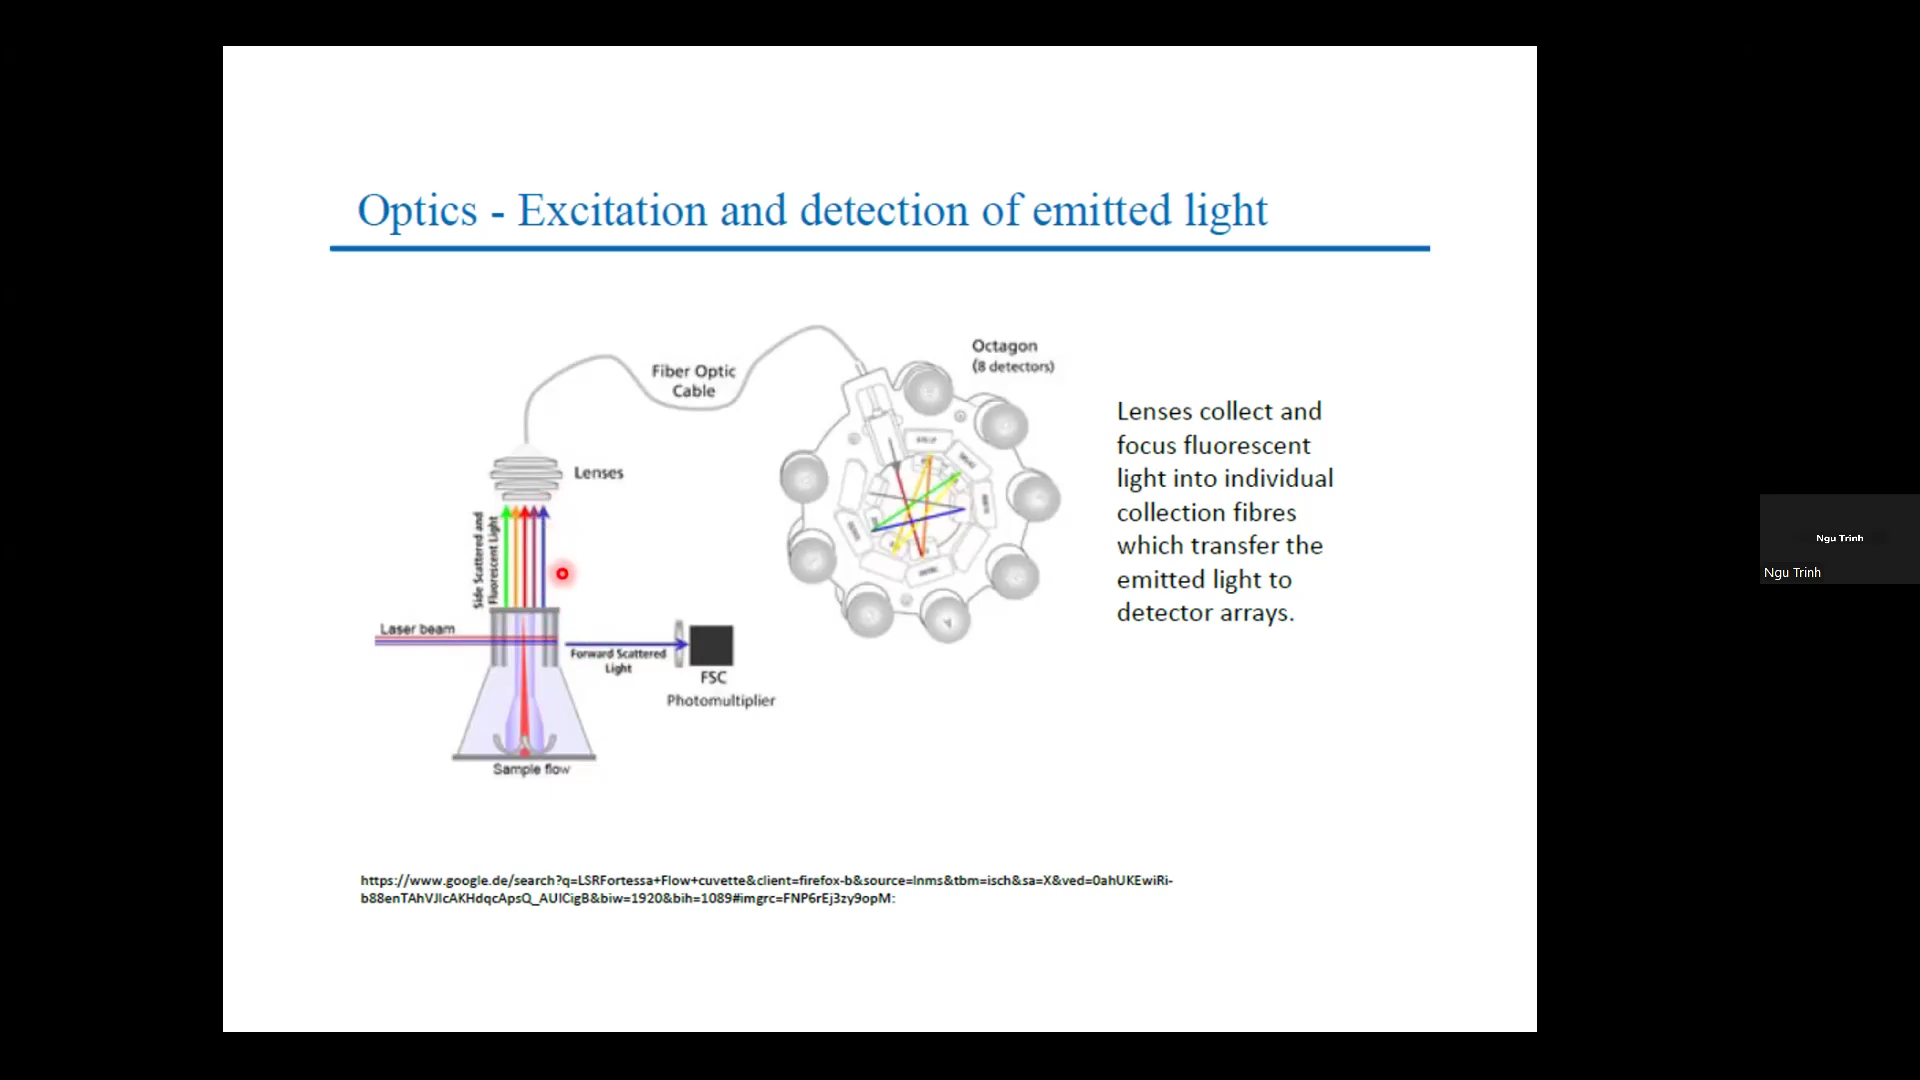 Optics - Excitation and detection of emitted light
Fiber Optic
Cable
Octagon
(8 detectors)
Lenses
Side Scattered and
Fluorescent Light
Laser beam
Forward Scattered
Light
FSC
Photomultiplier
Sample flow
Lenses collect and
focus fluorescent
light into individual
collection fibres
which transfer the
emitted light to
detector arrays.
https://www.google.de/search?q=LSRFortessa+Flow+cuvette&client=firefox-b&source=lnms&tbm=isch&sa=X&ved=0ahUKEwiRi-
b88enTAhVJIcAKHdqcApsQ_AUICigB&biw=1920&bih=1089#imgrc=FNP6rEj3zy9opM:
Ngu Trinh
Ngu Trinh